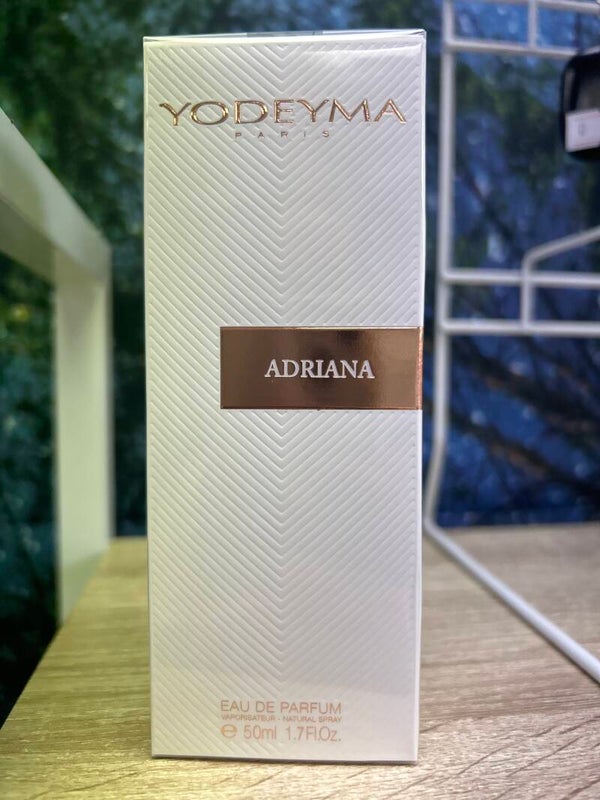 YODEYMA
PARIS
ADRIANA
EAU DE PARFUM
VAPORISATEUR - NATURAL SPRAY
℮ 50ml 1.7Fl.Oz.